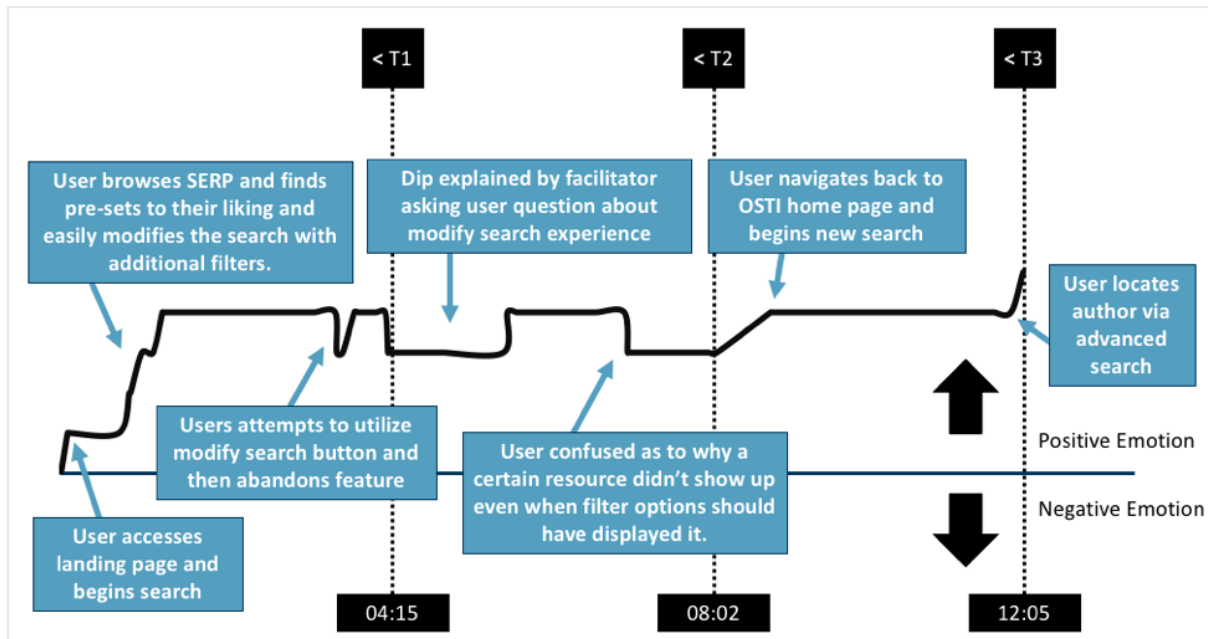 < T1
< T2
< T3
User browses SERP and finds
pre-sets to their liking and
easily modifies the search with
additional filters.
Dip explained by facilitator
asking user question about
modify search experience
User navigates back to
OSTI home page and
begins new search
User locates
author via
advanced
search
Users attempts to utilize
modify search button and
then abandons feature
User confused as to why a
certain resource didn’t show up
even when filter options should
have displayed it.
Positive Emotion
Negative Emotion
User accesses
landing page and
begins search
04:15
08:02
12:05